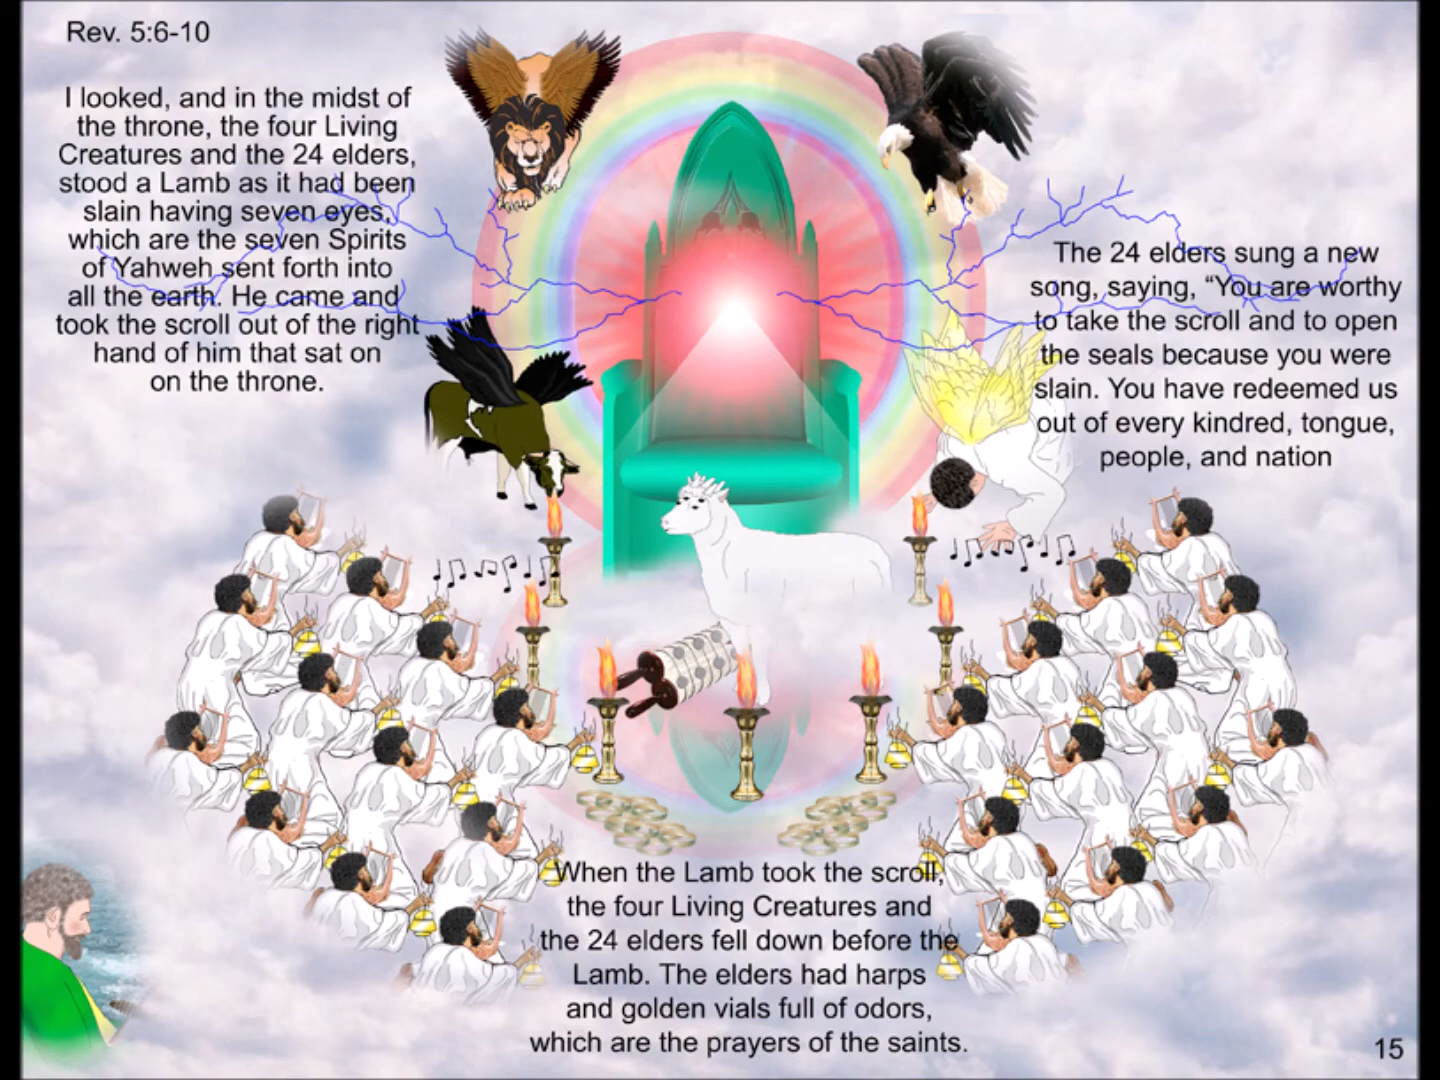 Rev. 5:6-10
I looked, and in the midst of
the throne, the four Living
Creatures and the 24 elders,
stood a Lamb as it had been
slain having seven eyes,
which are the seven Spirits
of Yahweh sent forth into
all the earth. He came and
took the scroll out of the right
hand of him that sat on
on the throne.
The 24 elders sung a new
song, saying, “You are worthy
to take the scroll and to open
the seals because you were
slain. You have redeemed us
out of every kindred, tongue,
people, and nation
When the Lamb took the scroll,
the four Living Creatures and
the 24 elders fell down before the
Lamb. The elders had harps
and golden vials full of odors,
which are the prayers of the saints.
15